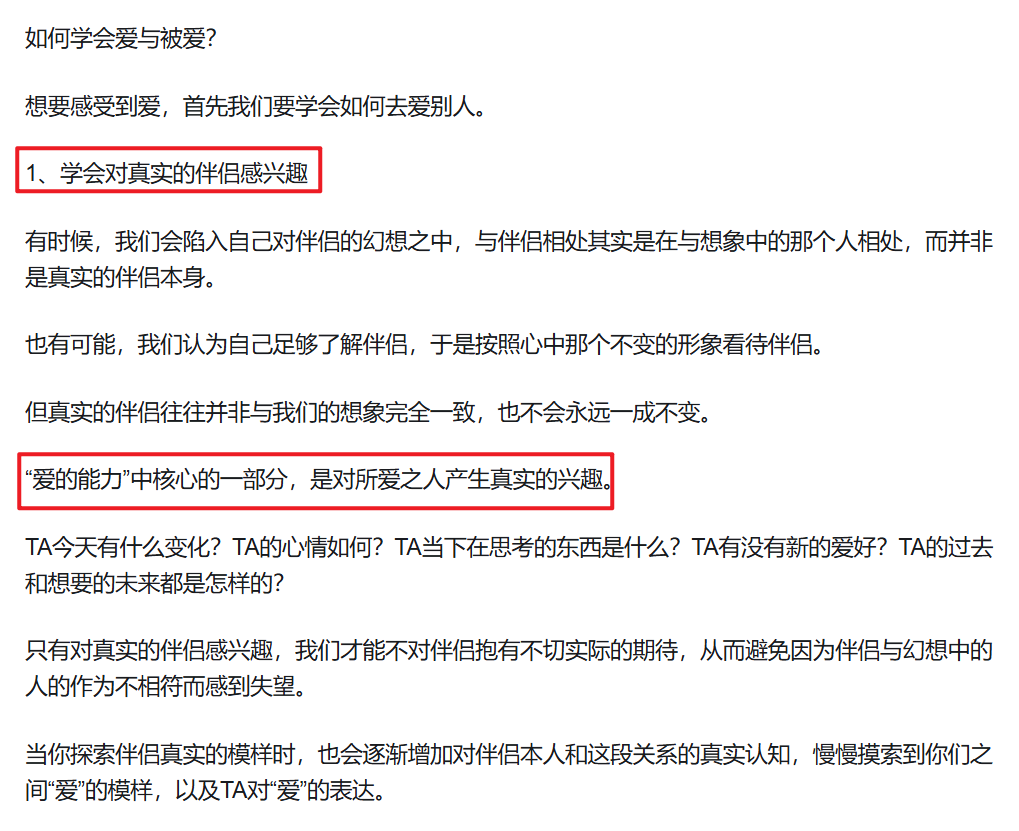 如何学会爱与被爱？
想要感受到爱，首先我们要学会如何去爱别人。
1、学会对真实的伴侣感兴趣
有时候，我们会陷入自己对伴侣的幻想之中，与伴侣相处其实是在与想象中的那个人相处，而并非
是真实的伴侣本身。
也有可能，我们认为自己足够了解伴侣，于是按照心中那个不变的形象看待伴侣。
但真实的伴侣往往并非与我们的想象完全一致，也不会永远一成不变。
“爱的能力”中核心的一部分，是对所爱之人产生真实的兴趣。
TA今天有什么变化？TA的心情如何？TA当下在思考的东西是什么？TA有没有新的爱好？TA的过去
和想要的未来都是怎样的？
只有对真实的伴侣感兴趣，我们才能不对伴侣抱有不切实际的期待，从而避免因为伴侣与幻想中的
人的作为不相符而感到失望。
当你探索伴侣真实的模样时，也会逐渐增加对伴侣本人和这段关系的真实认知，慢慢摸索到你们之
间“爱”的模样，以及TA对“爱”的表达。